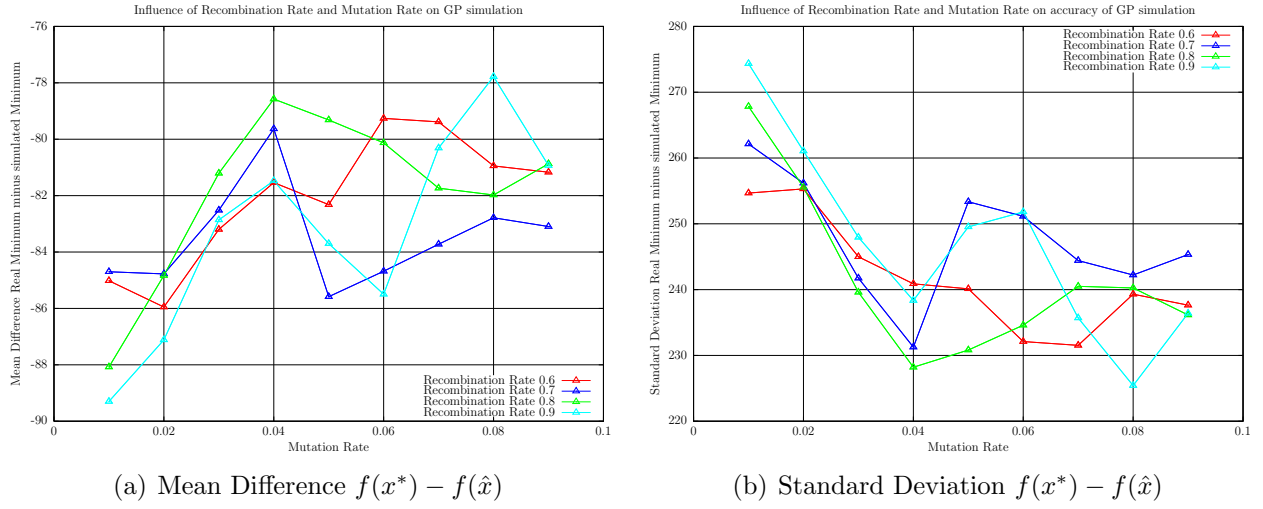 Influence of Recombination Rate and Mutation Rate on GP simulation
Mean Difference Real Minimum minus simulated Minimum
-76
-78
-80
-82
-84
-86
-88
-90
0
0.02
0.04
0.06
0.08
0.1
Mutation Rate
Recombination Rate 0.6
Recombination Rate 0.7
Recombination Rate 0.8
Recombination Rate 0.9
(a) Mean Difference f(x*) − f(x̂)
Influence of Recombination Rate and Mutation Rate on accuracy of GP simulation
Standard Deviation Real Minimum minus simulated Minimum
280
270
260
250
240
230
220
0
0.02
0.04
0.06
0.08
0.1
Mutation Rate
Recombination Rate 0.6
Recombination Rate 0.7
Recombination Rate 0.8
Recombination Rate 0.9
(b) Standard Deviation f(x*) − f(x̂)